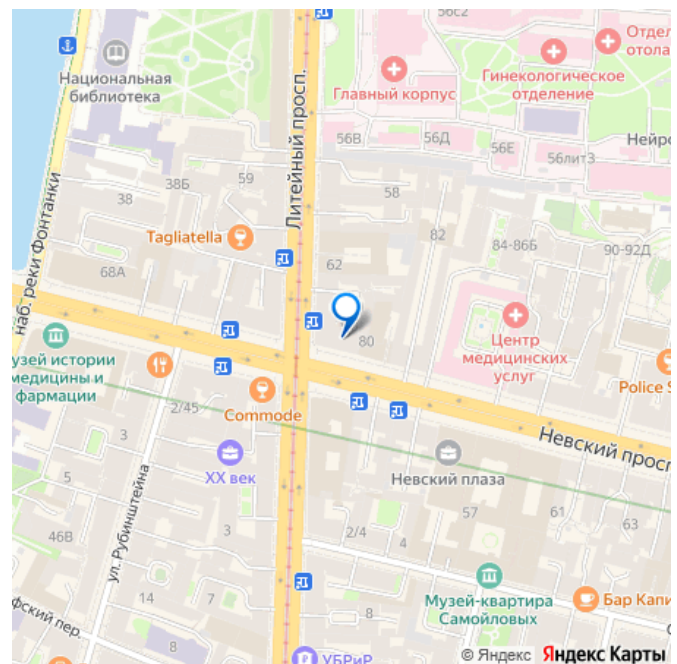 56с2
Отдел
отола
Национальная
библиотека
Литейный просп.
Главный корпус
Гинекологическое
отделение
56В
56Д
56Е
56лит3
Нейро
38
38Б
59
58
наб. реки Фонтанки
Tagliatella
82
84-86Б
90-92Д
68А
62
Центр
медицинских
услуг
80
узей истории
медицины и
фармации
Police S
2/45
Commode
Невский просп
3
ХХ век
Невский плаза
5
ул. Рубинштейна
57
61
63
46В
3
2/4
4
14
7
8
Музей-квартира
Самойловых
Бар Капи
фский пер.
УБРиР
© Яндекс Яндекс Карты